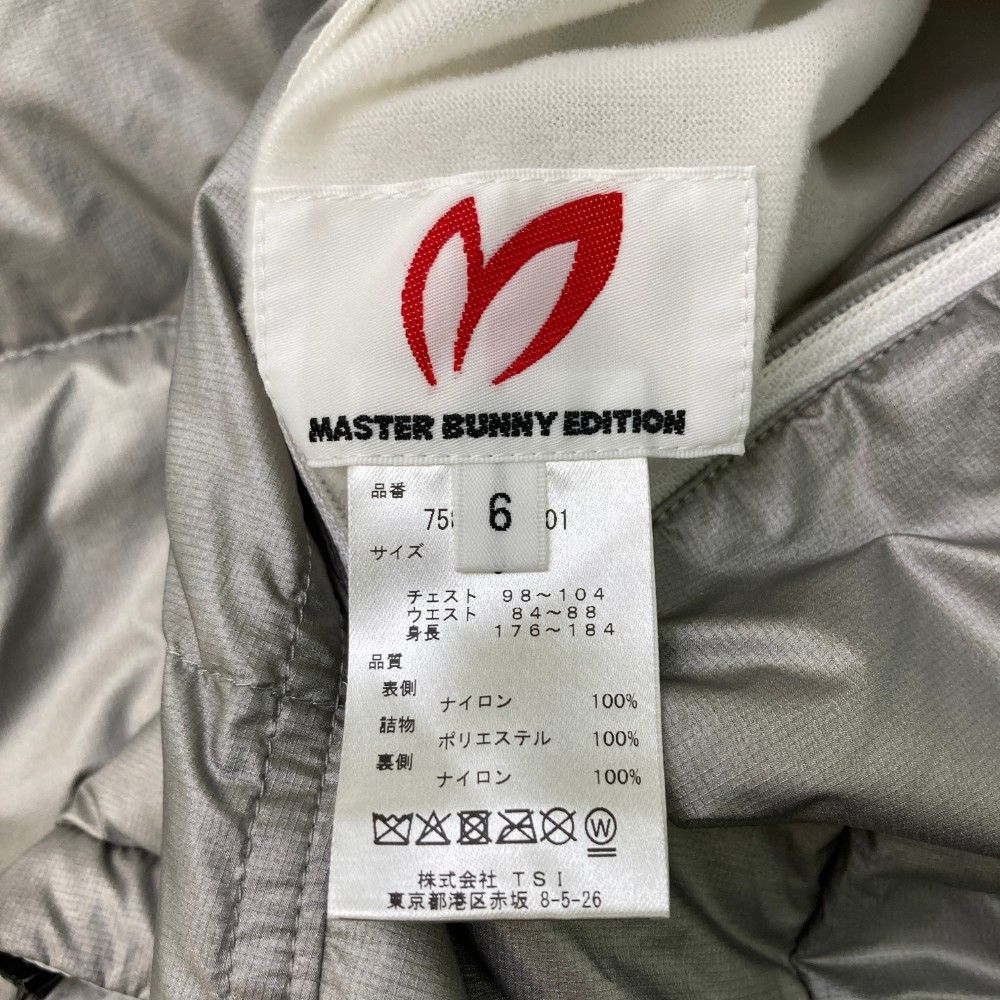 MASTER BUNNY EDITION
品番
6
01
サイズ
チェスト 98～104
ウエスト 84～88
身長 176～184
品質
表側 ナイロン 100%
詰物 ポリエステル 100%
裏側 ナイロン 100%
W
株式会社 TSI
東京都港区赤坂 8-5-26